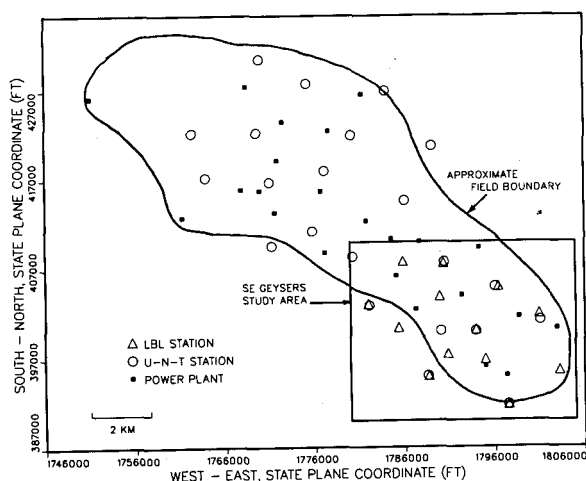 SOUTH – NORTH, STATE PLANE COORDINATE (FT)
427000
417000
407000
397000
387000
APPROXIMATE
FIELD BOUNDARY
SE GEYSERS
STUDY AREA
LBL STATION
U–N–T STATION
POWER PLANT
2 KM
1746000 1756000 1766000 1776000 1786000 1796000 1806000
WEST – EAST, STATE PLANE COORDINATE (FT)